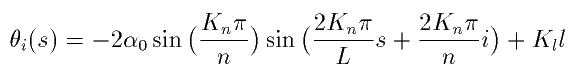 θ_i(s) = −2α_0 sin (K_nπ/n) sin (2K_nπ/L s + 2K_nπ/n i) + K_l l